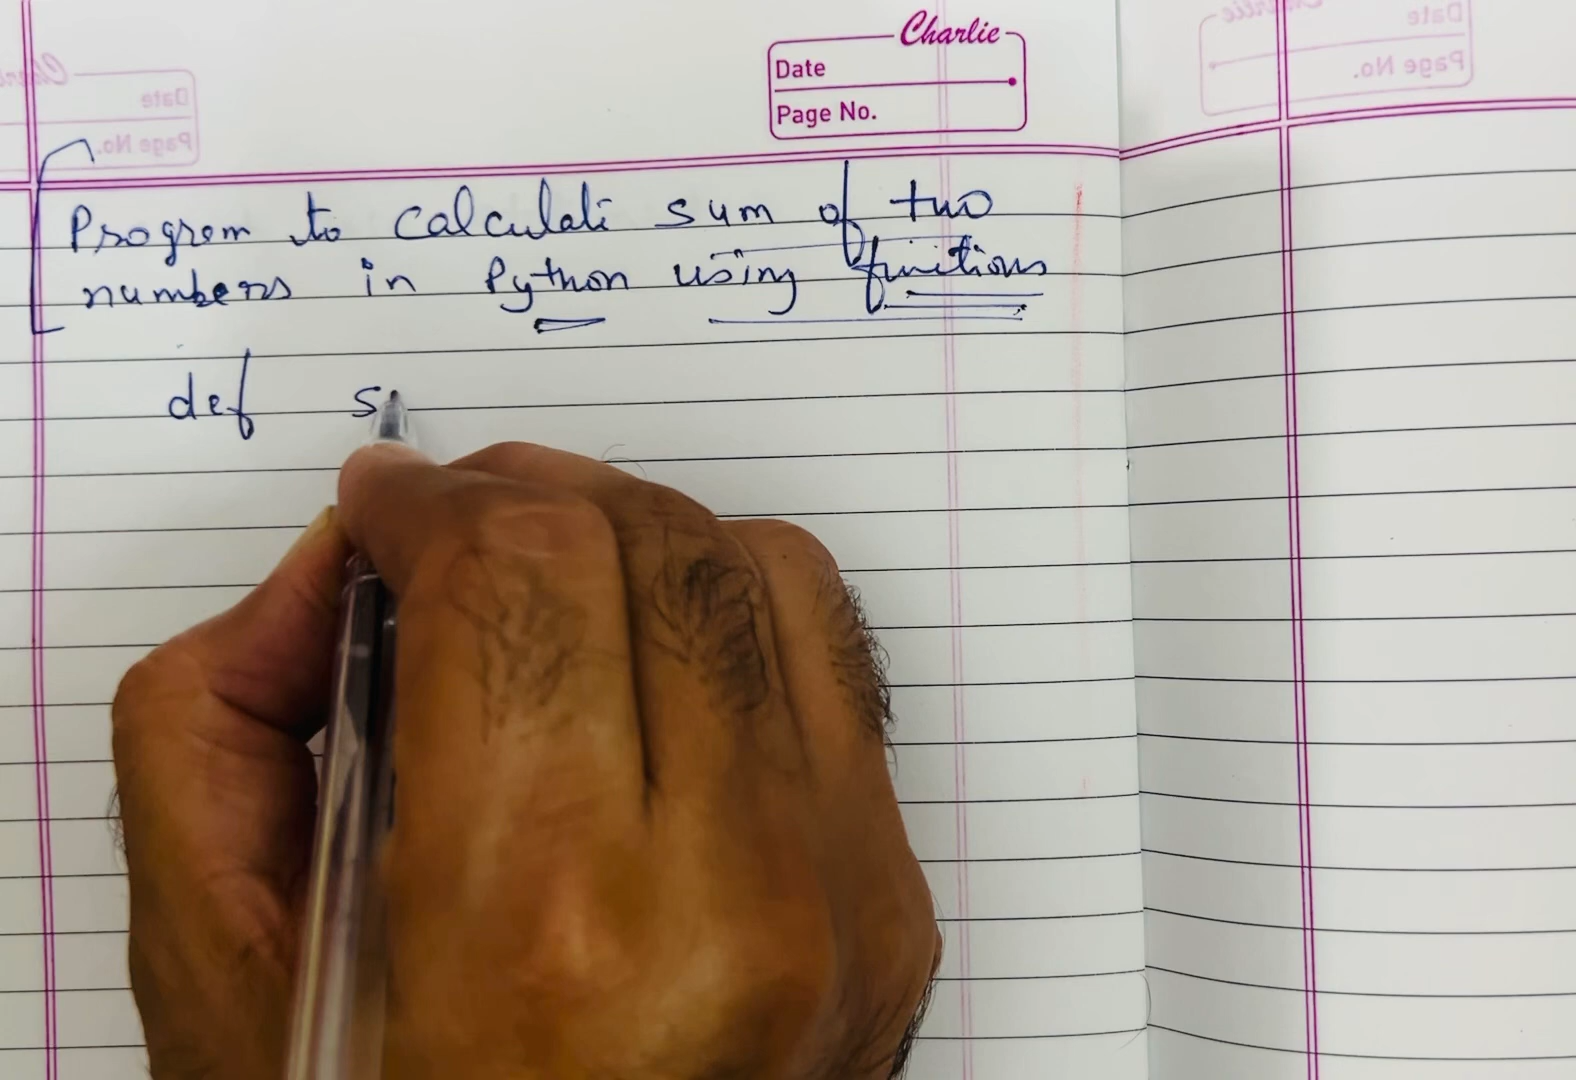 Charlie
Date
Page No.
Program to calculate sum of two
numbers in Python using functions
def s